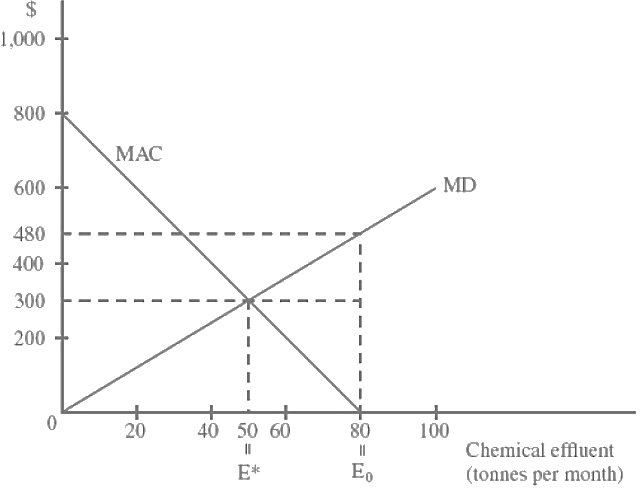 $
1,000
800
MAC
600
MD
480
400
300
200
0
20 40 50 60 80 100
= =
E* E₀
Chemical effluent
(tonnes per month)